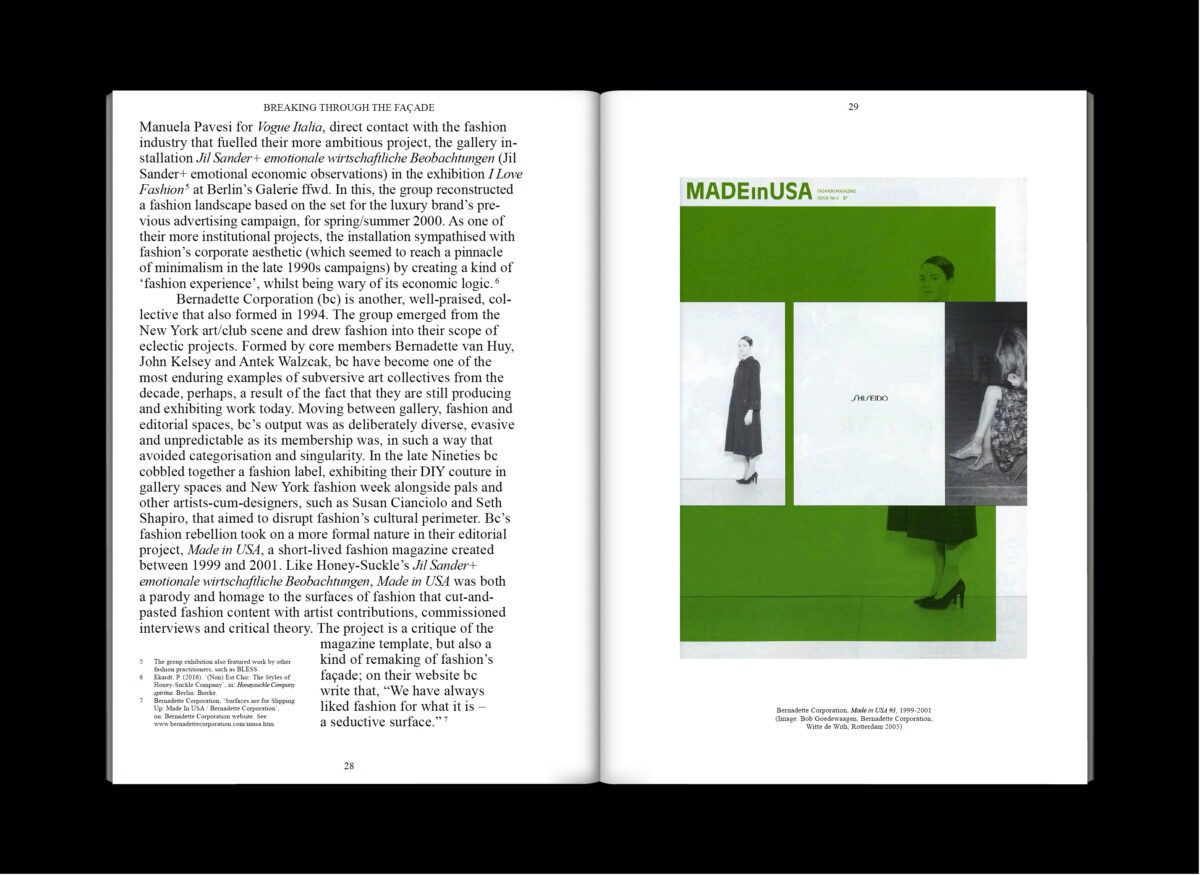 BREAKING THROUGH THE FAÇADE
Manuela Pavesi for Vogue Italia, direct contact with the fashion
industry that fuelled their more ambitious project, the gallery in-
stallation Jil Sander+ emotionale wirtschaftliche Beobachtungen (Jil
Sander+ emotional economic observations) in the exhibition I Love
Fashion⁵ at Berlin’s Galerie ffwd. In this, the group reconstructed
a fashion landscape based on the set for the luxury brand’s pre-
vious advertising campaign, for spring/summer 2000. As one of
their more institutional projects, the installation sympathised with
fashion’s corporate aesthetic (which seemed to reach a pinnacle
of minimalism in the late 1990s campaigns) by creating a kind of
‘fashion experience’, whilst being wary of its economic logic.⁶
Bernadette Corporation (bc) is another, well-praised, col-
lective that also formed in 1994. The group emerged from the
New York art/club scene and drew fashion into their scope of
eclectic projects. Formed by core members Bernadette van Huy,
John Kelsey and Antek Walzcak, bc have become one of the
most enduring examples of subversive art collectives from the
decade, perhaps, a result of the fact that they are still producing
and exhibiting work today. Moving between gallery, fashion and
editorial spaces, bc’s output was as deliberately diverse, evasive
and unpredictable as its membership was, in such a way that
avoided categorisation and singularity. In the late Nineties bc
cobbled together a fashion label, exhibiting their DIY couture in
gallery spaces and New York fashion week alongside pals and
other artists-cum-designers, such as Susan Cianciolo and Seth
Shapiro, that aimed to disrupt fashion’s cultural perimeter. Bc’s
fashion rebellion took on a more formal nature in their editorial
project, Made in USA, a short-lived fashion magazine created
between 1999 and 2001. Like Honey-Suckle’s Jil Sander+
emotionale wirtschaftliche Beobachtungen, Made in USA was both
a parody and homage to the surfaces of fashion that cut-and-
pasted fashion content with artist contributions, commissioned
interviews and critical theory. The project is a critique of the
magazine template, but also a
kind of remaking of fashion’s
façade; on their website bc
write that, “We have always
liked fashion for what it is –
a seductive surface.”⁷
5 The group exhibition also featured work by other
fashion practitioners, such as BLESS.
6 Ekardt. P. (2016). ‘(Non) Est Chic: The Styles of
Honey-Suckle Company’, in: Honeysuckle Company
spiritus. Berlin: Bierke.
7 Bernadette Corporation, ‘Surfaces are for Slipping
Up: Made In USA / Bernadette Corporation’,
on: Bernadette Corporation website. See
www.bernadettecorporation.com/musa.htm.
28
29
MADEinUSA
FASHION MAGAZINE
ISSUE No.3 $7
SHISEIDO
Bernadette Corporation, Made in USA #3, 1999-2001
(Image: Bob Goedewaagen, Bernadette Corporation,
Witte de With, Rotterdam 2005)